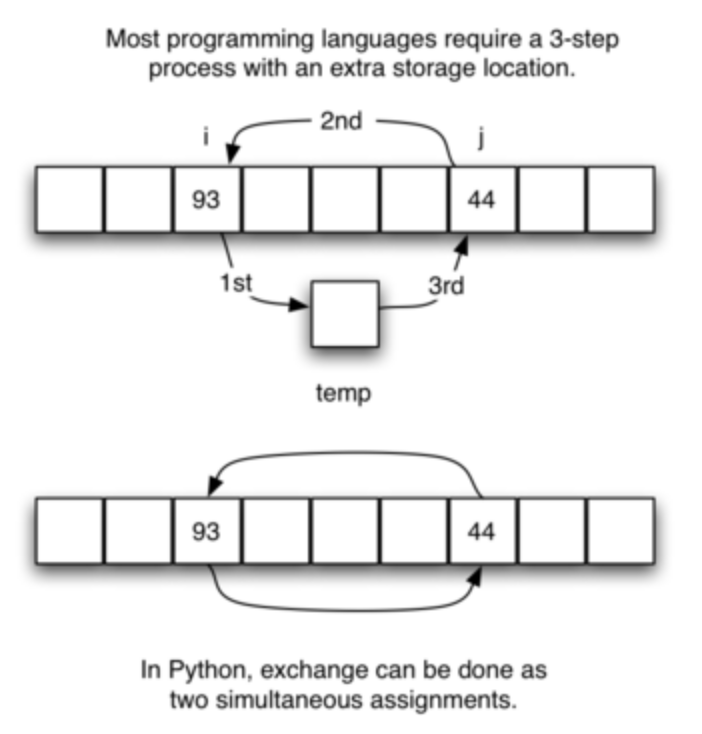 Most programming languages require a 3-step
process with an extra storage location.
2nd
i
j
93
44
1st
3rd
temp
93
44
In Python, exchange can be done as
two simultaneous assignments.